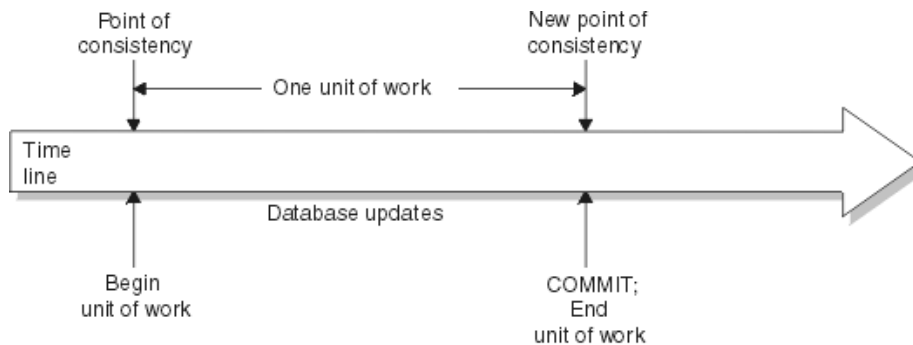 Point of
consistency
New point of
consistency
One unit of work
Time
line
Database updates
Begin
unit of work
COMMIT;
End
unit of work